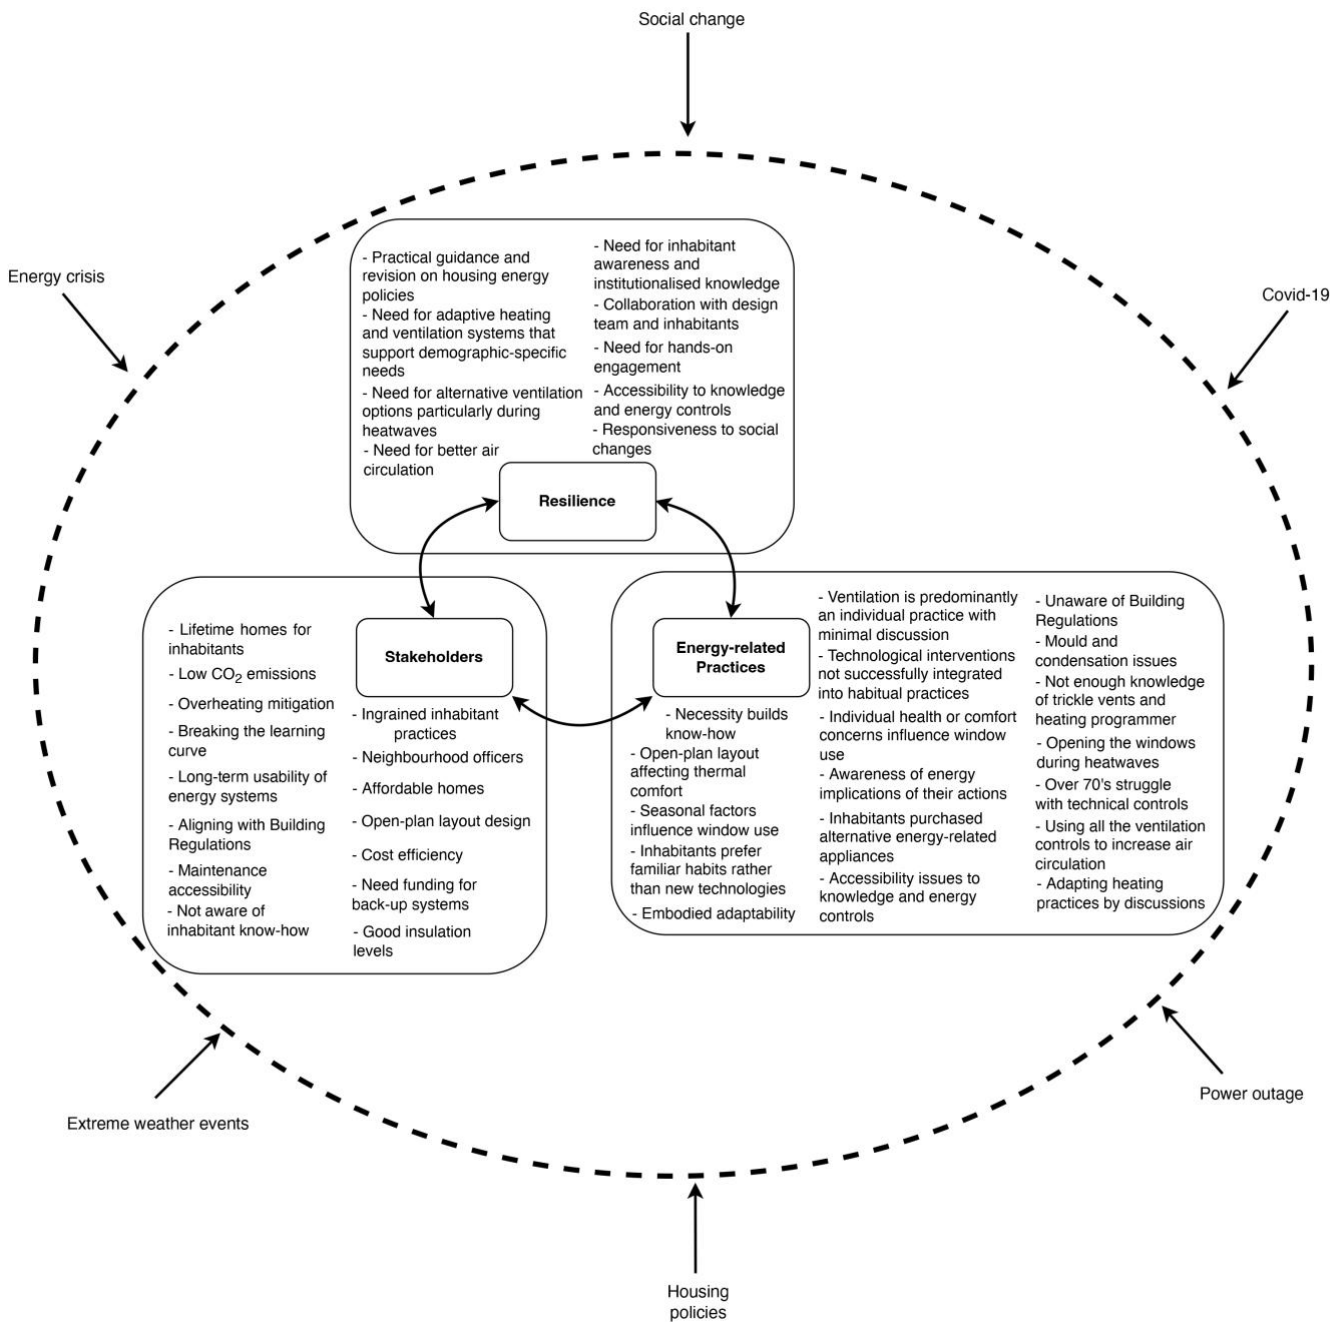 Social change
Energy crisis
Covid-19
- Practical guidance and
revision on housing energy
policies
- Need for adaptive heating
and ventilation systems that
support demographic-specific
needs
- Need for alternative ventilation
options particularly during
heatwaves
- Need for better air
circulation
- Need for inhabitant
awareness and
institutionalised knowledge
- Collaboration with design
team and inhabitants
- Need for hands-on
engagement
- Accessibility to knowledge
and energy controls
- Responsiveness to social
changes
Resilience
Stakeholders
- Lifetime homes for
inhabitants
- Low CO₂ emissions
- Overheating mitigation
- Breaking the learning
curve
- Long-term usability of
energy systems
- Aligning with Building
Regulations
- Maintenance
accessibility
- Not aware of
inhabitant know-how
- Ingrained inhabitant
practices
- Neighbourhood officers
- Affordable homes
- Open-plan layout design
- Cost efficiency
- Need funding for
back-up systems
- Good insulation
levels
Energy-related
Practices
- Necessity builds
know-how
- Open-plan layout
affecting thermal
comfort
- Seasonal factors
influence window use
- Inhabitants prefer
familiar habits rather
than new technologies
- Embodied adaptability
- Ventilation is predominantly
an individual practice with
minimal discussion
- Technological interventions
not successfully integrated
into habitual practices
- Individual health or comfort
concerns influence window
use
- Awareness of energy
implications of their actions
- Inhabitants purchased
alternative energy-related
appliances
- Accessibility issues to
knowledge and energy
controls
- Unaware of Building
Regulations
- Mould and
condensation issues
- Not enough knowledge
of trickle vents and
heating programmer
- Opening the windows
during heatwaves
- Over 70's struggle
with technical controls
- Using all the ventilation
controls to increase air
circulation
- Adapting heating
practices by discussions
Extreme weather events
Power outage
Housing
policies